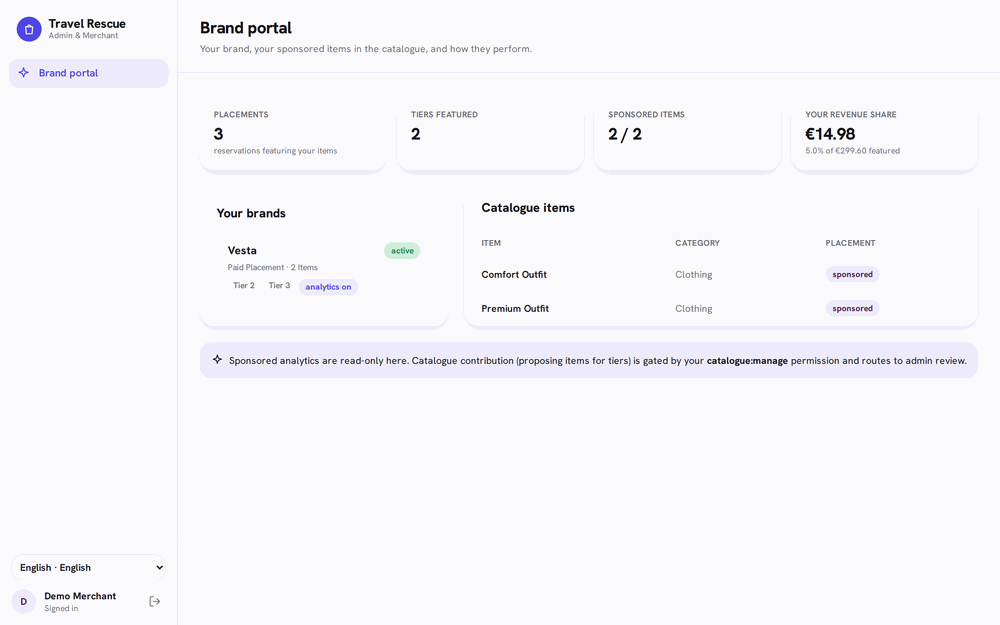 Travel Rescue
Admin & Merchant
Brand portal
English · English
D
Demo Merchant
Signed in
Brand portal
Your brand, your sponsored items in the catalogue, and how they perform.
PLACEMENTS
3
reservations featuring your items
TIERS FEATURED
2
SPONSORED ITEMS
2 / 2
YOUR REVENUE SHARE
€14.98
5.0% of €299.60 featured
Your brands
Vesta
active
Paid Placement · 2 Items
Tier 2 Tier 3 analytics on
Catalogue items
ITEM CATEGORY PLACEMENT
Comfort Outfit Clothing sponsored
Premium Outfit Clothing sponsored
Sponsored analytics are read-only here. Catalogue contribution (proposing items for tiers) is gated by your catalogue:manage permission and routes to admin review.